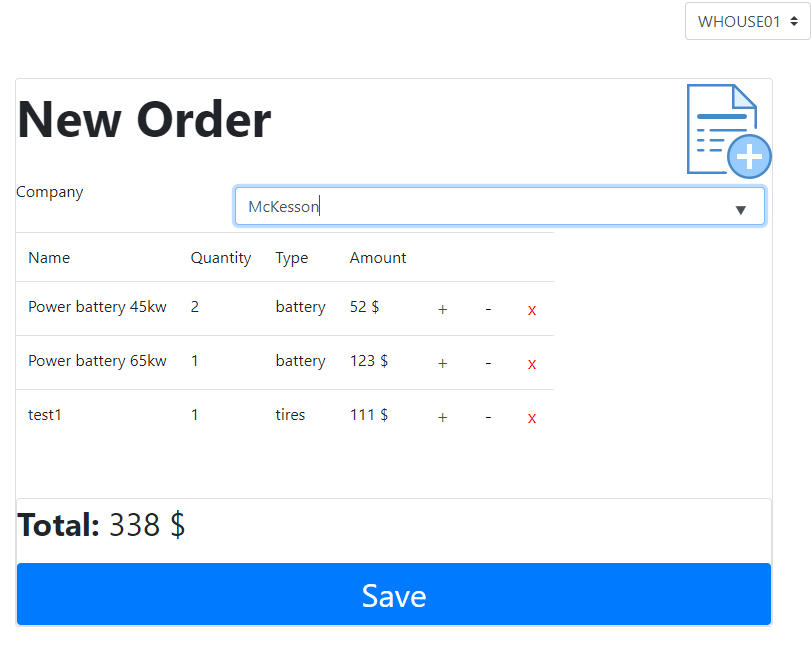 WHOUSE01
New Order
Company McKesson
Name Quantity Type Amount
Power battery 45kw 2 battery 52 $ + - x
Power battery 65kw 1 battery 123 $ + - x
test1 1 tires 111 $ + - x
Total: 338 $
Save